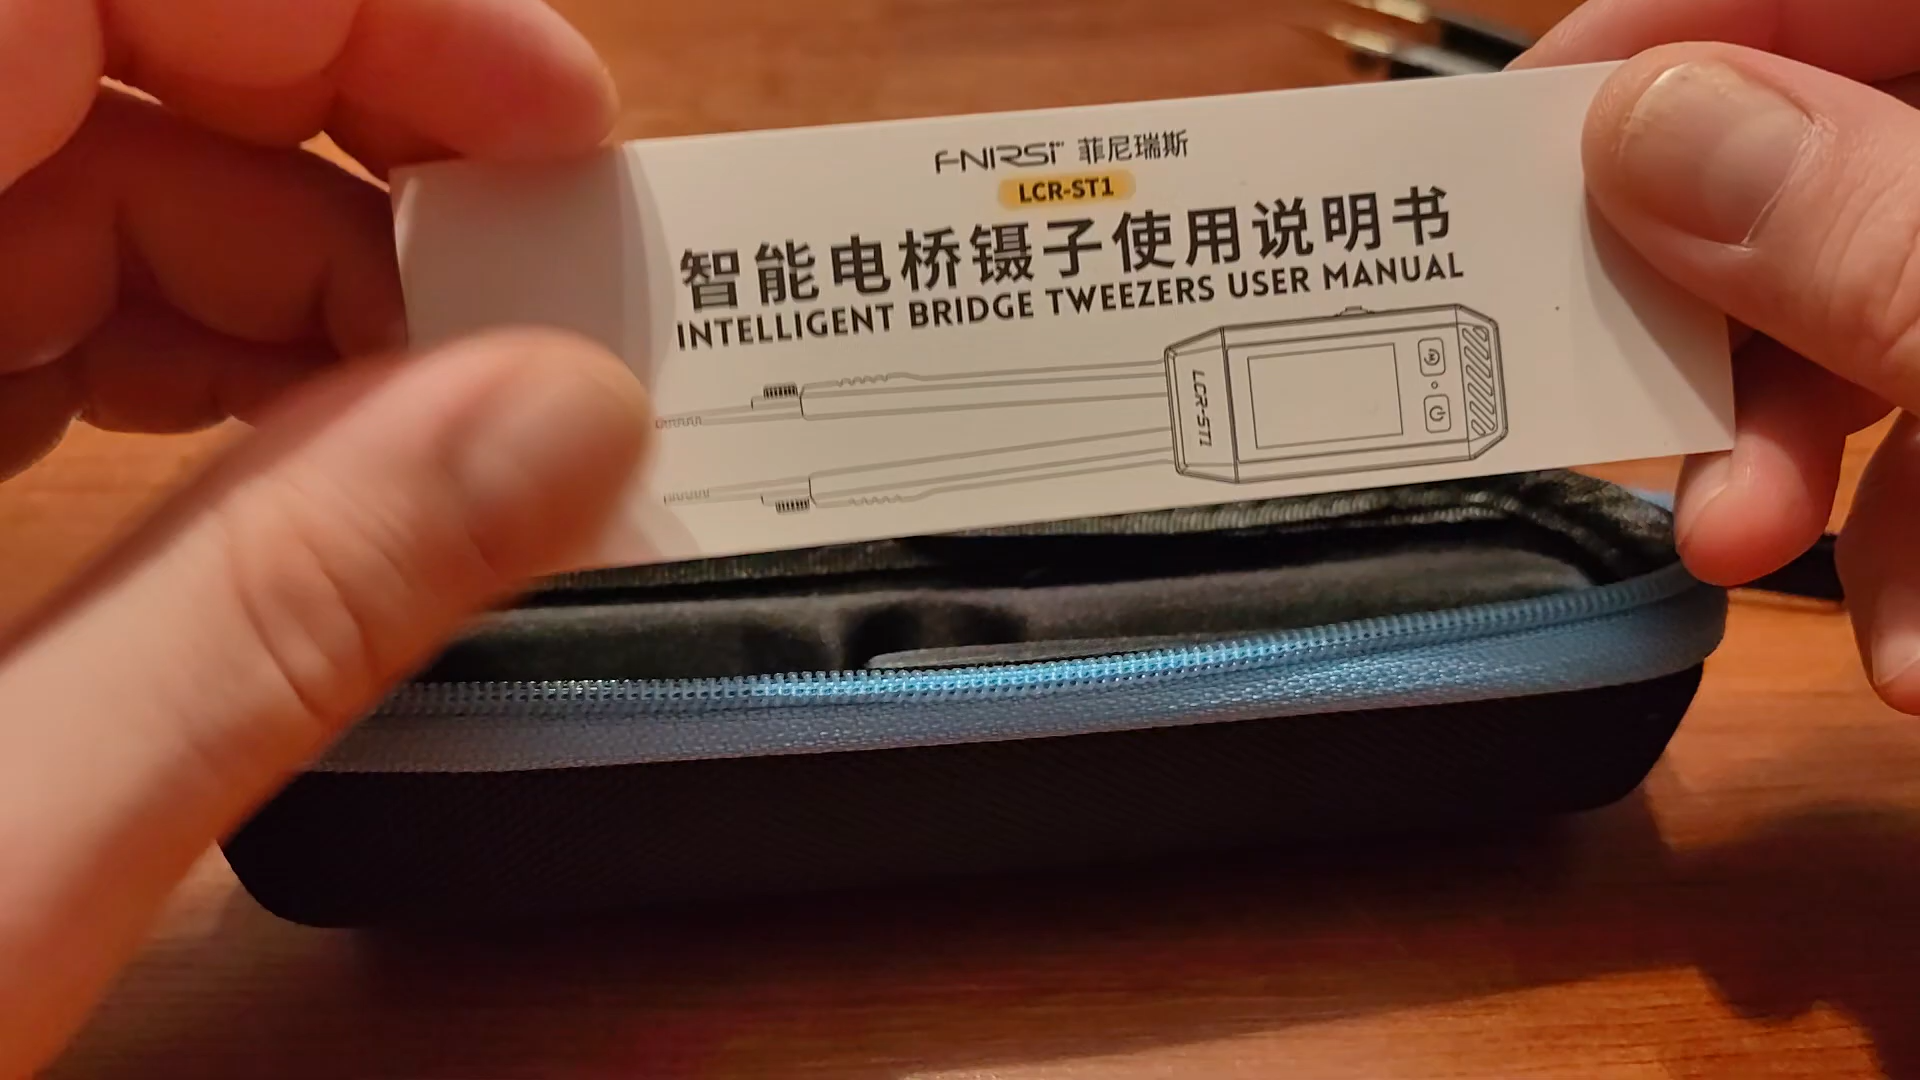 FNIRSI 菲尼瑞斯
LCR-ST1
智能电桥镊子使用说明书
INTELLIGENT BRIDGE TWEEZERS USER MANUAL
LCR-ST1
M